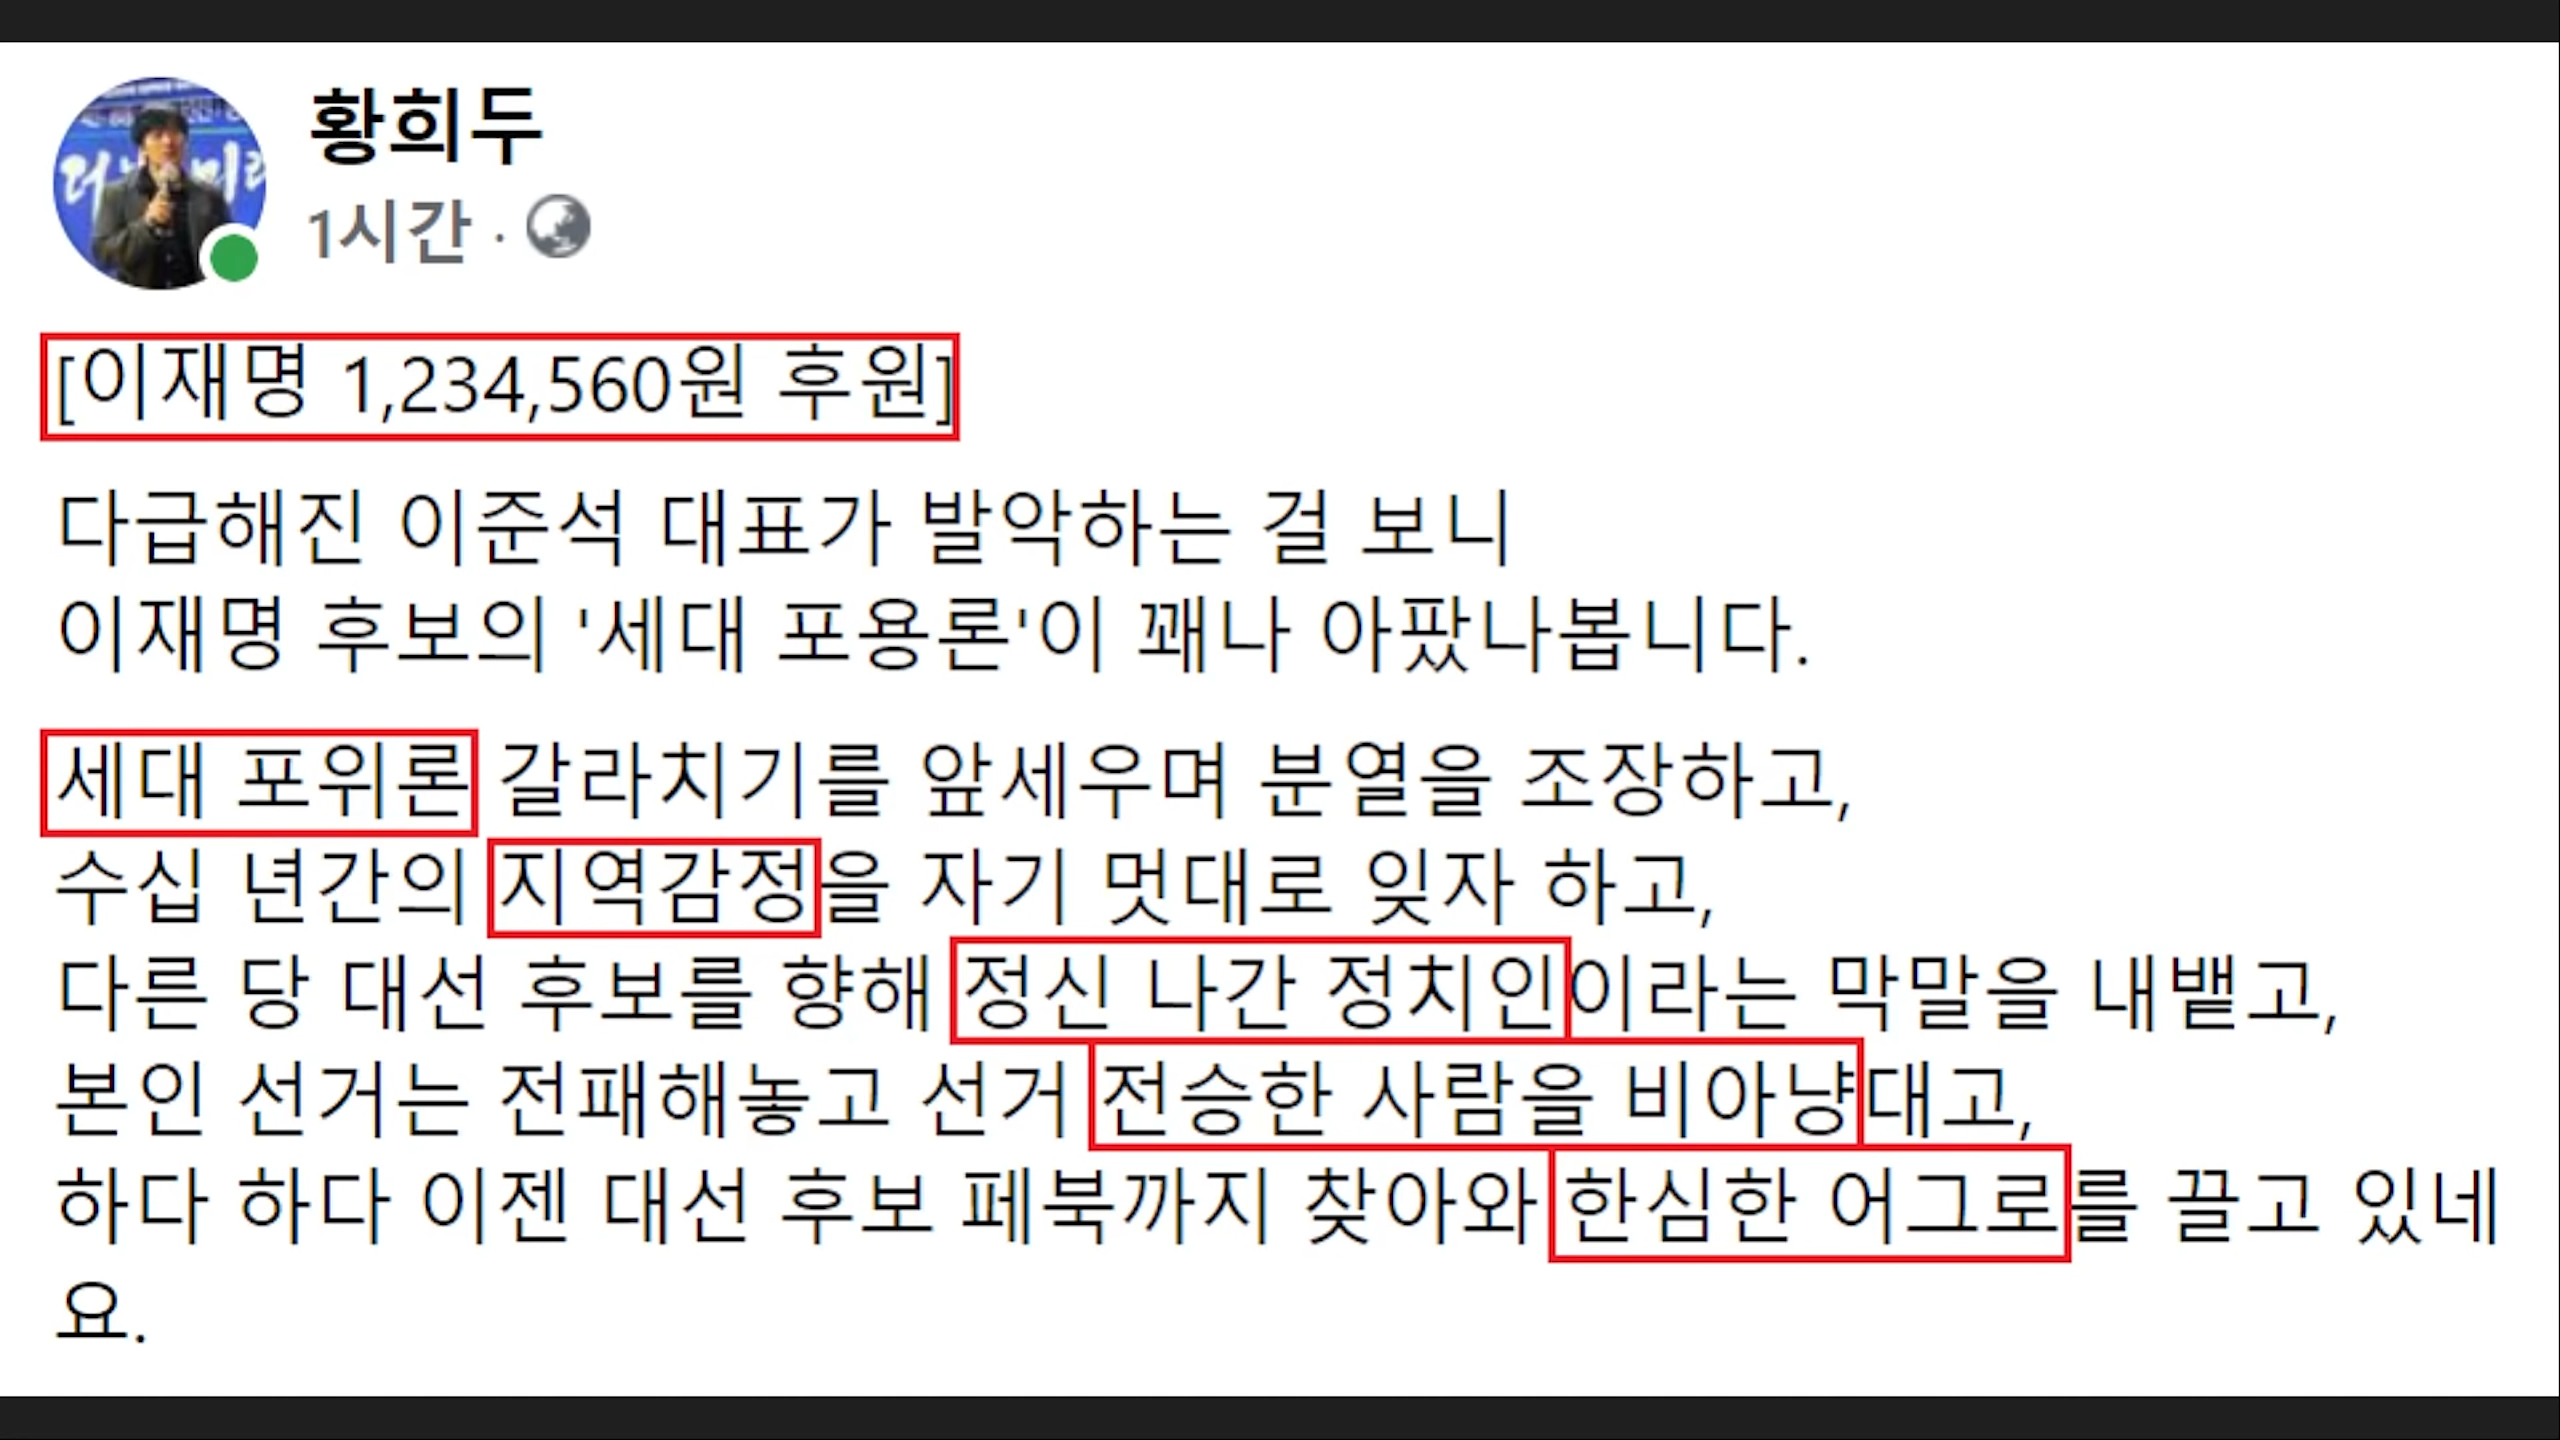 황희두
1시간 ·
[이재명 1,234,560원 후원]
다급해진 이준석 대표가 발악하는 걸 보니
이재명 후보의 '세대 포용론'이 꽤나 아팠나봅니다.
세대 포위론 갈라치기를 앞세우며 분열을 조장하고,
수십 년간의 지역감정을 자기 멋대로 잊자 하고,
다른 당 대선 후보를 향해 정신 나간 정치인이라는 막말을 내뱉고,
본인 선거는 전패해놓고 선거 전승한 사람을 비아냥대고,
하다 하다 이젠 대선 후보 페북까지 찾아와 한심한 어그로를 끌고 있네
요.